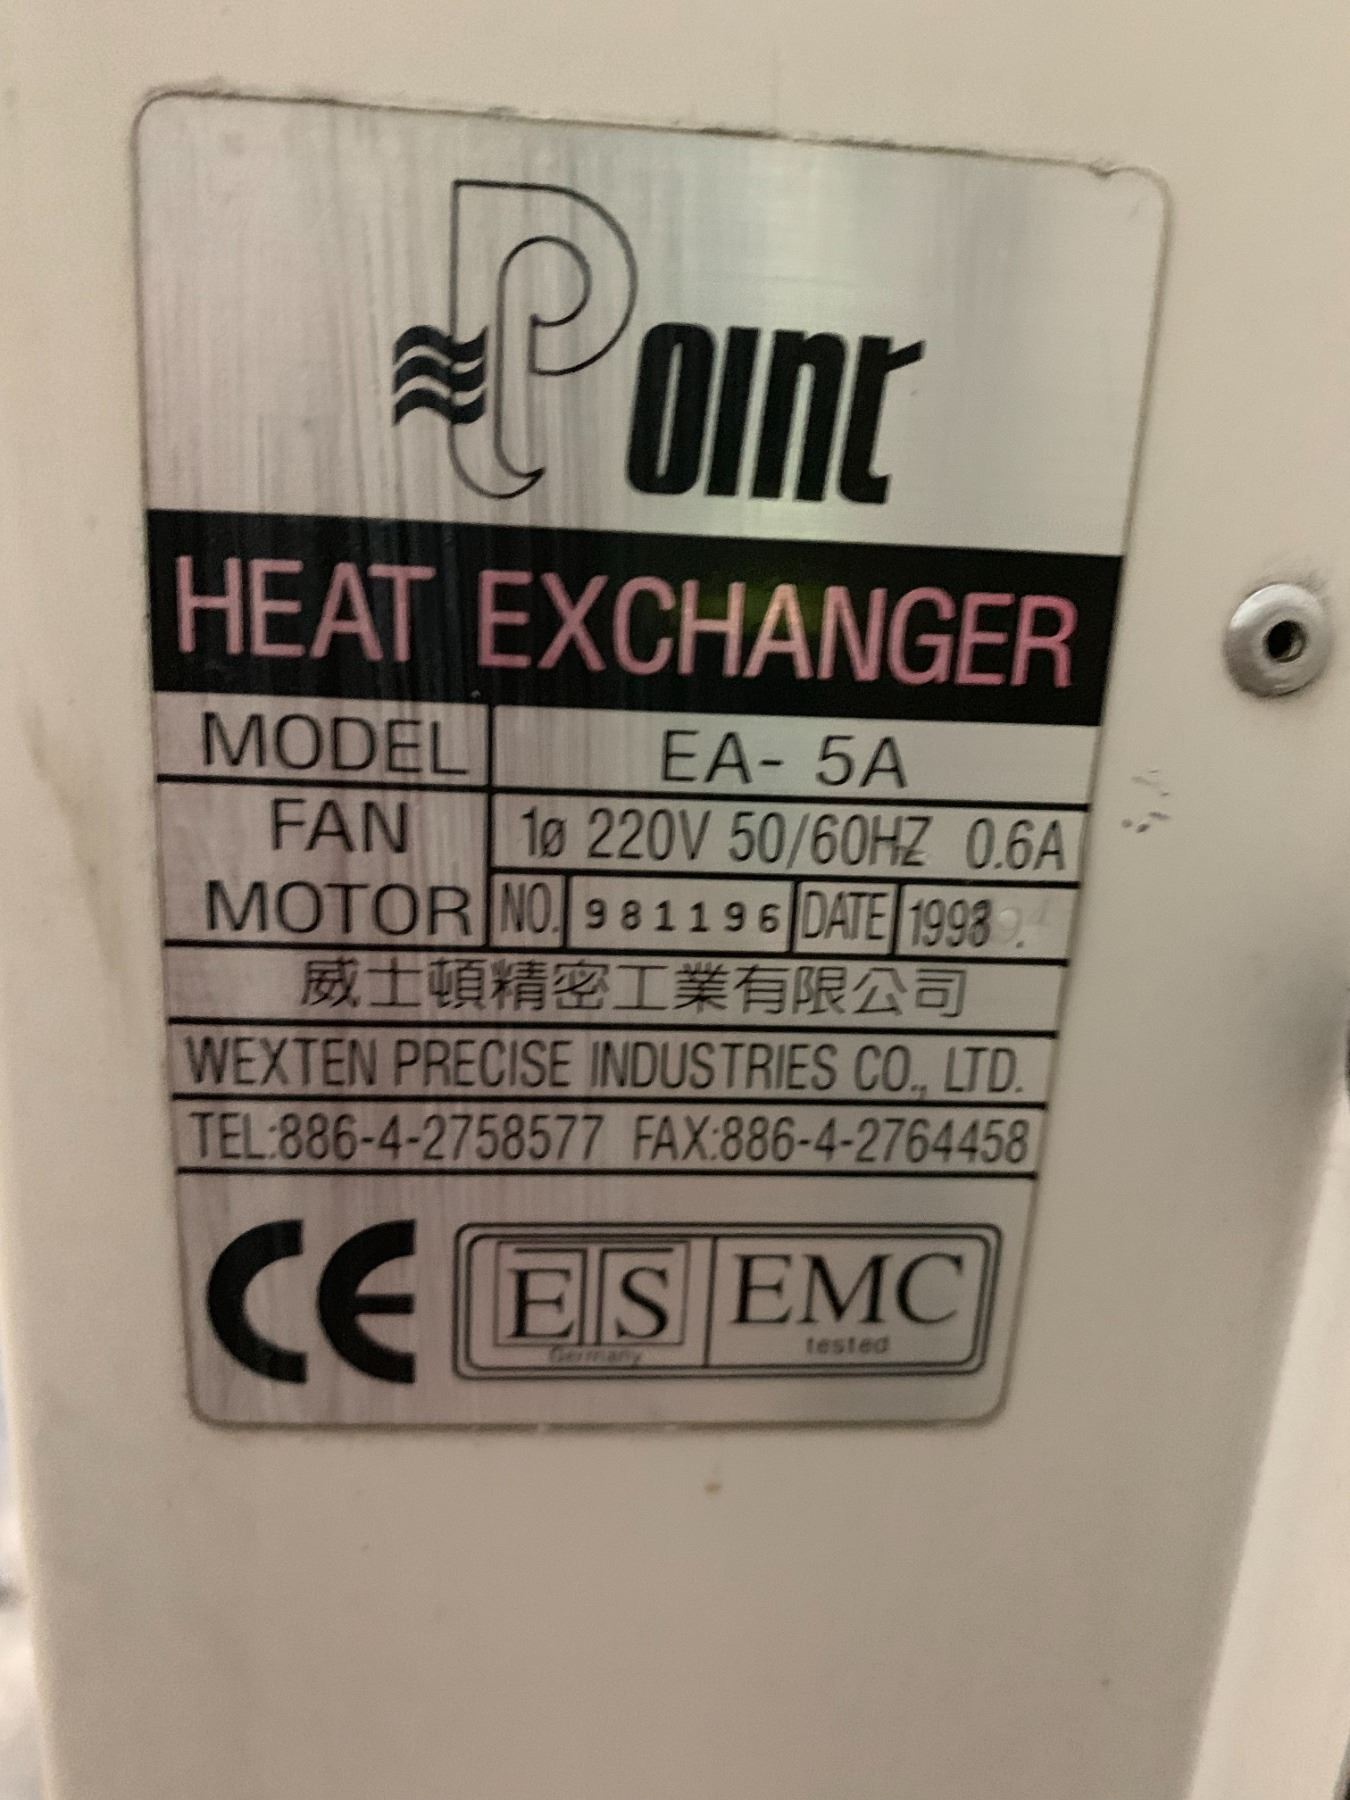 Point
HEAT EXCHANGER
MODEL EA- 5A
FAN MOTOR 1ø 220V 50/60HZ 0.6A
NO. 981196 DATE 1998
威士頓精密工業有限公司
WEXTEN PRECISE INDUSTRIES CO., LTD.
TEL:886-4-2758577 FAX:886-4-2764458
CE ETS EMC
Germany tested